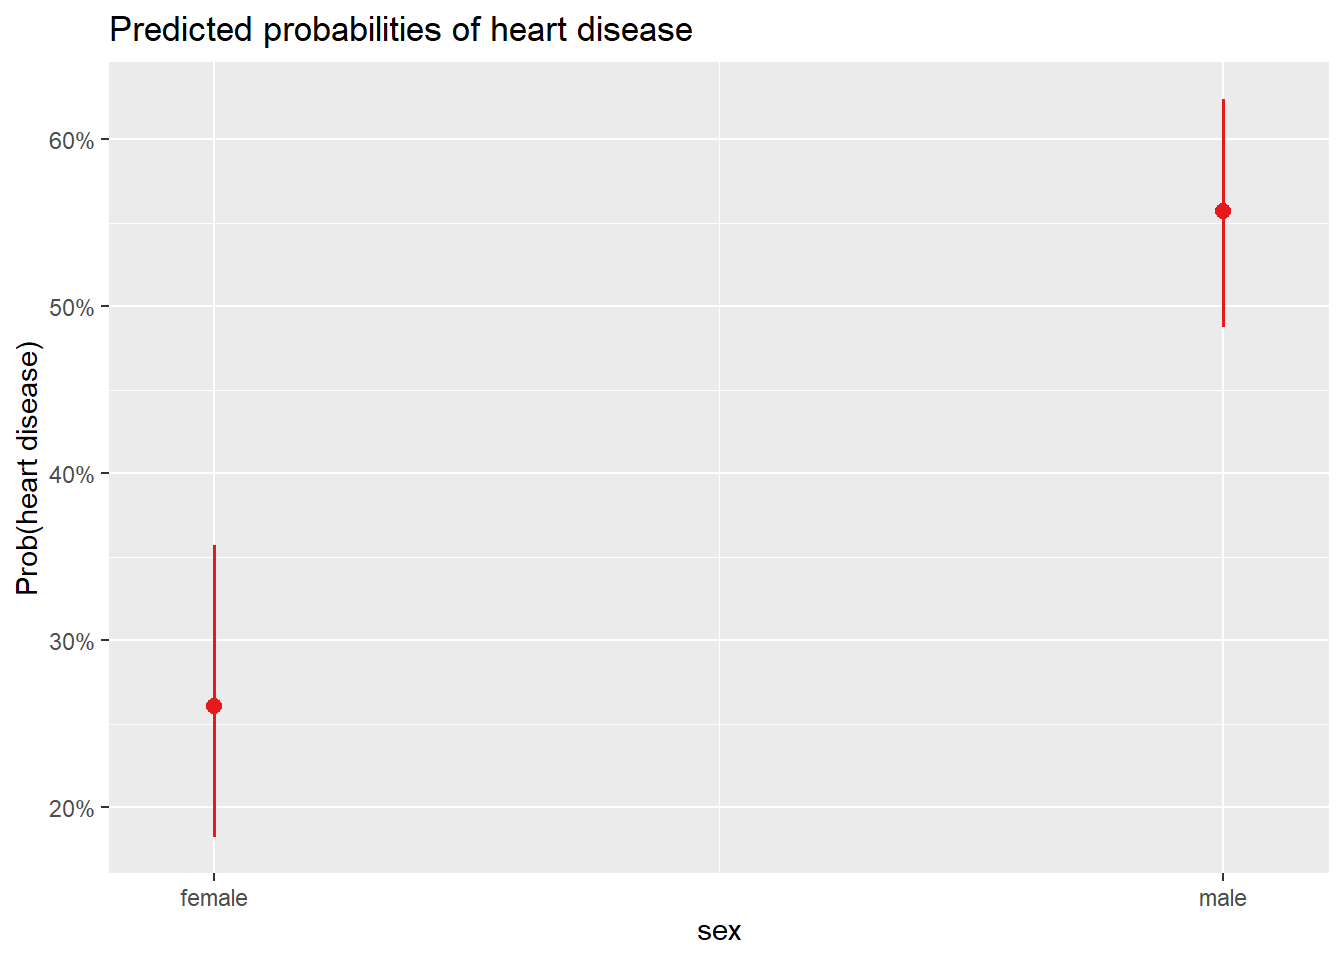 Predicted probabilities of heart disease
60%
50%
40%
30%
20%
Prob(heart disease)
female
male
sex